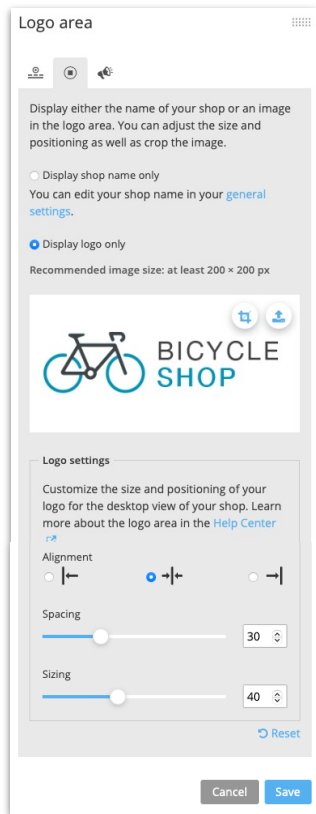 Logo area
Display either the name of your shop or an image
in the logo area. You can adjust the size and
positioning as well as crop the image.
Display shop name only
You can edit your shop name in your general
settings.
Display logo only
Recommended image size: at least 200 × 200 px
BICYCLE
SHOP
Logo settings
Customize the size and positioning of your
logo for the desktop view of your shop. Learn
more about the logo area in the Help Center
Alignment
Spacing
30
Sizing
40
Reset
Cancel Save